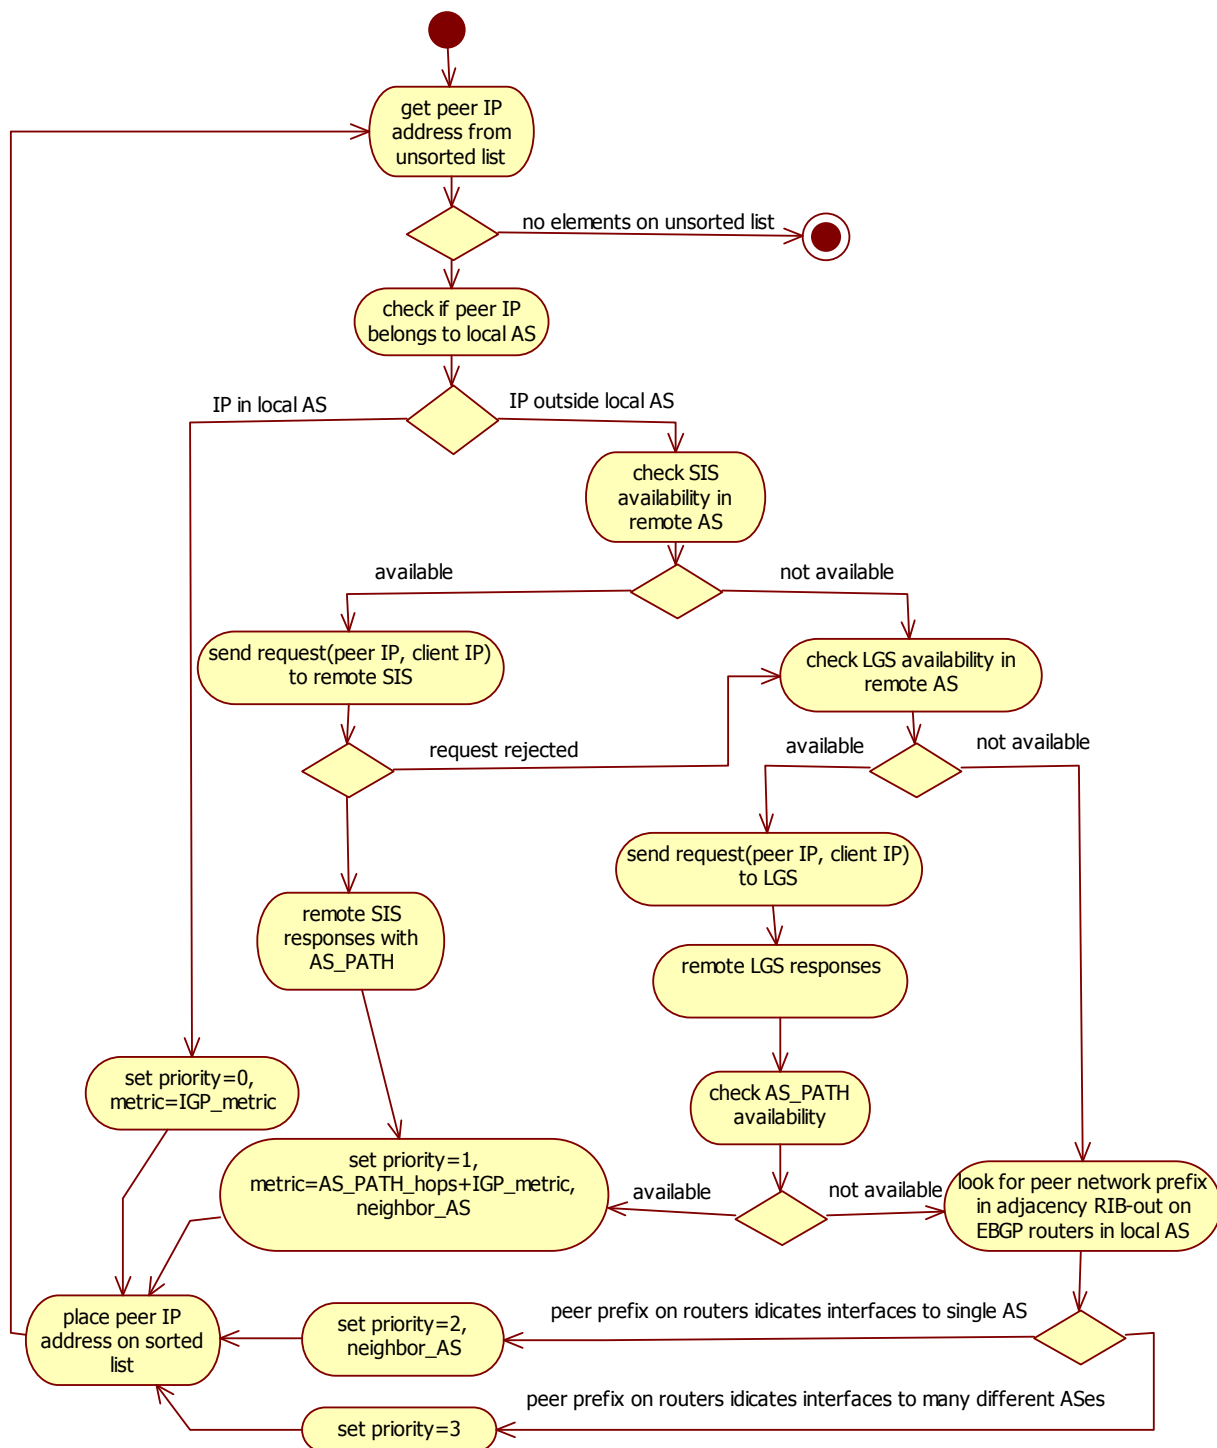 get peer IP
address from
unsorted list
no elements on unsorted list
check if peer IP
belongs to local AS
IP in local AS
IP outside local AS
check SIS
availability in
remote AS
available
not available
send request(peer IP, client IP)
to remote SIS
check LGS availability in
remote AS
request rejected
available
not available
send request(peer IP, client IP)
to LGS
remote SIS
responses with
AS_PATH
remote LGS responses
set priority=0,
metric=IGP_metric
check AS_PATH
availability
set priority=1,
metric=AS_PATH_hops+IGP_metric,
neighbor_AS
available
not available
look for peer network prefix
in adjacency RIB-out on
EBGP routers in local AS
place peer IP
address on sorted
list
set priority=2,
neighbor_AS
peer prefix on routers idicates interfaces to single AS
peer prefix on routers idicates interfaces to many different ASes
set priority=3